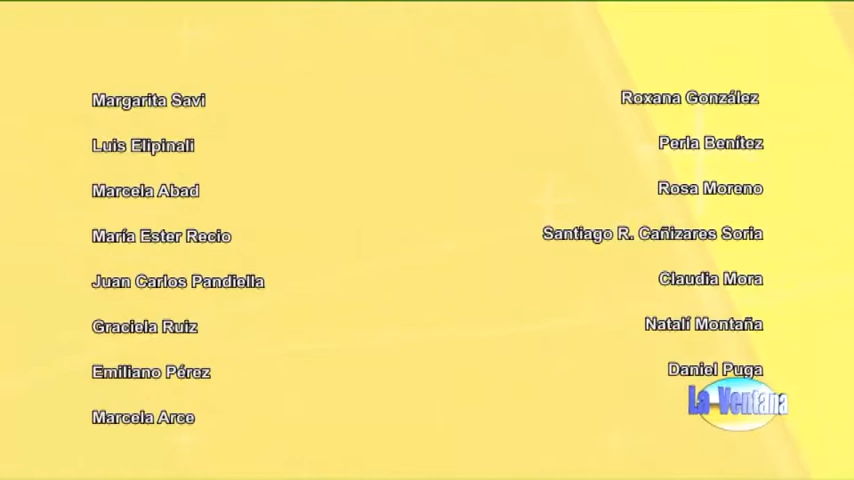 Margarita Savi
Luis Elipinali
Marcela Abad
María Ester Recio
Juan Carlos Pandiella
Graciela Ruiz
Emiliano Pérez
Marcela Arce
Roxana González
Perla Benítez
Rosa Moreno
Santiago R. Cañizares Soria
Claudia Mora
Natalí Montaña
Daniel Puga
La Ventana